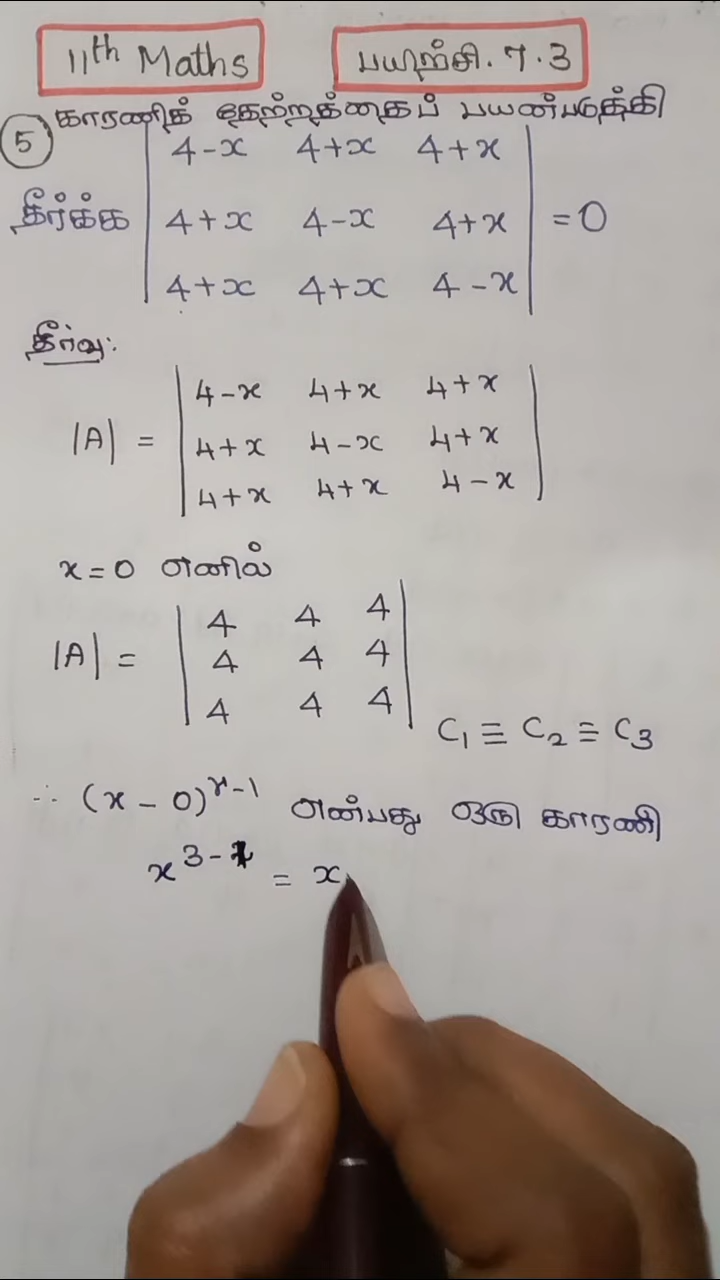 11th Maths பயிற்சி. 7.3
காரணித் தேற்றத்தைப் பயன்படுத்தி
5 தீர்க்க | 4-x 4+x 4+x |
| 4+x 4-x 4+x | = 0
| 4+x 4+x 4-x |
தீர்வு:
| 4-x 4+x 4+x |
|A| = | 4+x 4-x 4+x |
| 4+x 4+x 4-x |
x=0 எனில்
| 4 4 4 |
|A| = | 4 4 4 |
| 4 4 4 |
C₁ ≡ C₂ ≡ C₃
∴ (x - 0)ʳ⁻¹ என்பது ஒரு காரணி
x³⁻¹ = x